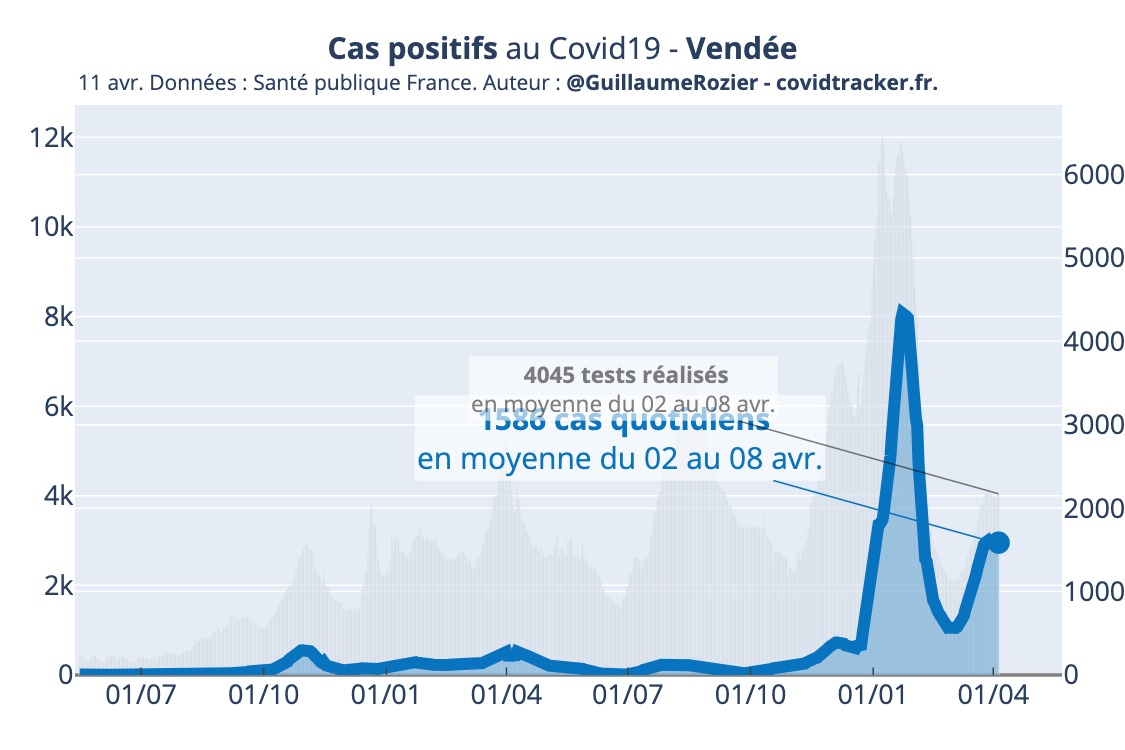 Cas positifs au Covid19 - Vendée
11 avr. Données : Santé publique France. Auteur : @GuillaumeRozier - covidtracker.fr.
12k
10k
8k
6k
4k
2k
0
6000
5000
4000
3000
2000
1000
0
4045 tests réalisés
en moyenne du 02 au 08 avr.
1586 cas quotidiens
en moyenne du 02 au 08 avr.
01/07 01/10 01/01 01/04 01/07 01/10 01/01 01/04